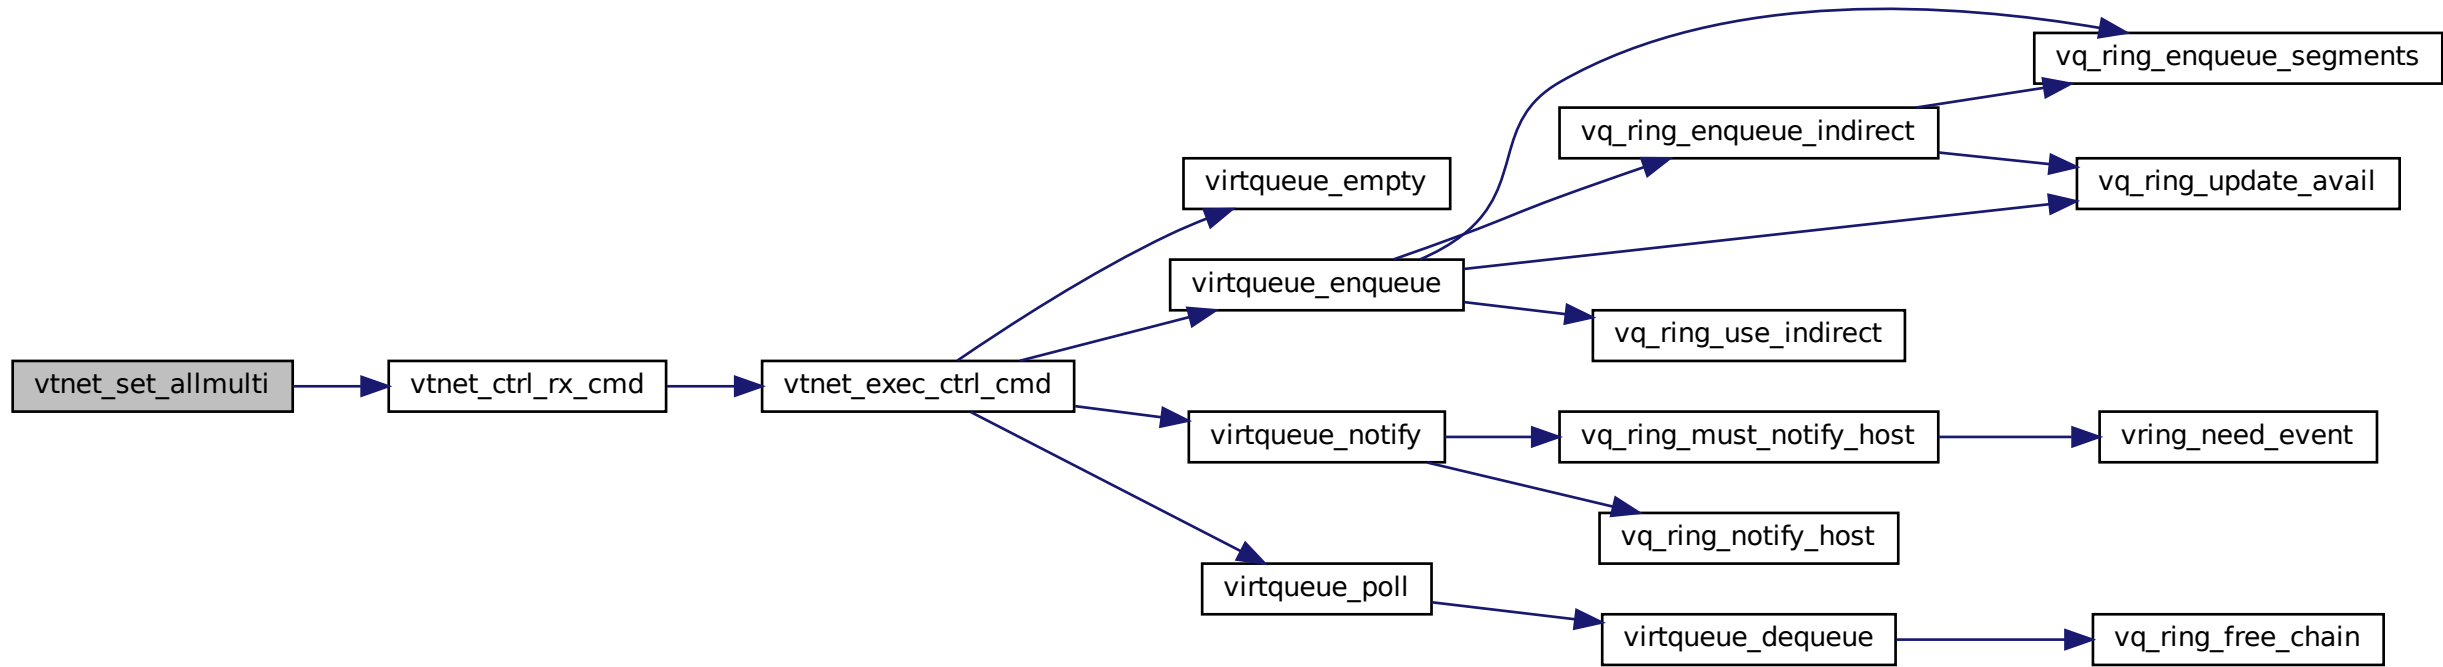 vtnet_set_allmulti
vtnet_ctrl_rx_cmd
vtnet_exec_ctrl_cmd
virtqueue_empty
virtqueue_enqueue
virtqueue_notify
virtqueue_poll
vq_ring_enqueue_indirect
vq_ring_use_indirect
vq_ring_must_notify_host
vq_ring_notify_host
virtqueue_dequeue
vq_ring_enqueue_segments
vq_ring_update_avail
vring_need_event
vq_ring_free_chain